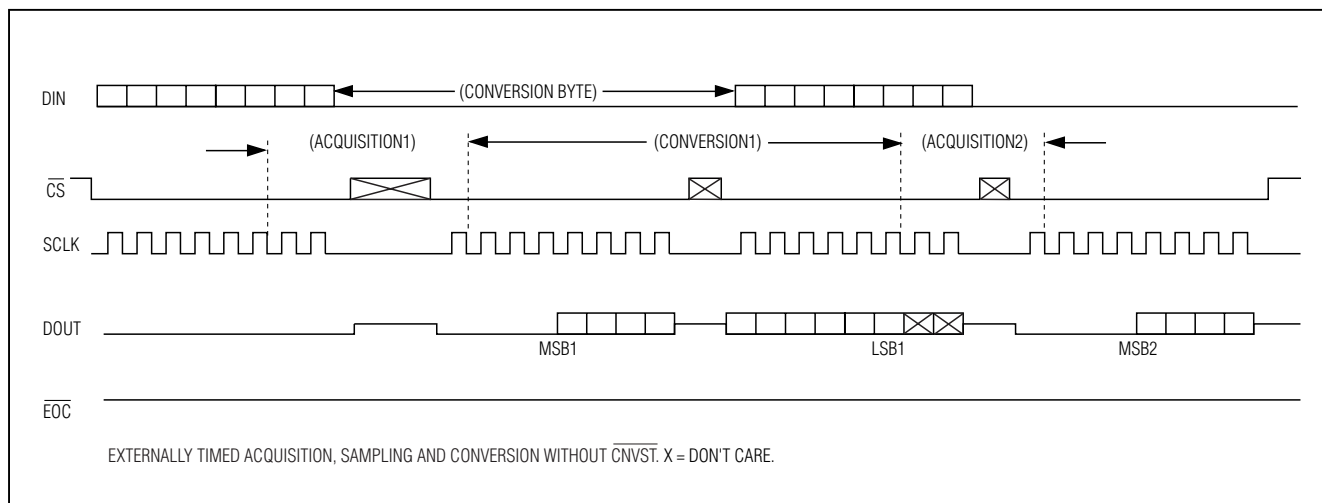 DIN
(CONVERSION BYTE)
(ACQUISITION1)
(CONVERSION1)
(ACQUISITION2)
CS
SCLK
DOUT
MSB1
LSB1
MSB2
EOC
EXTERNALLY TIMED ACQUISITION, SAMPLING AND CONVERSION WITHOUT CNVST. X = DON'T CARE.